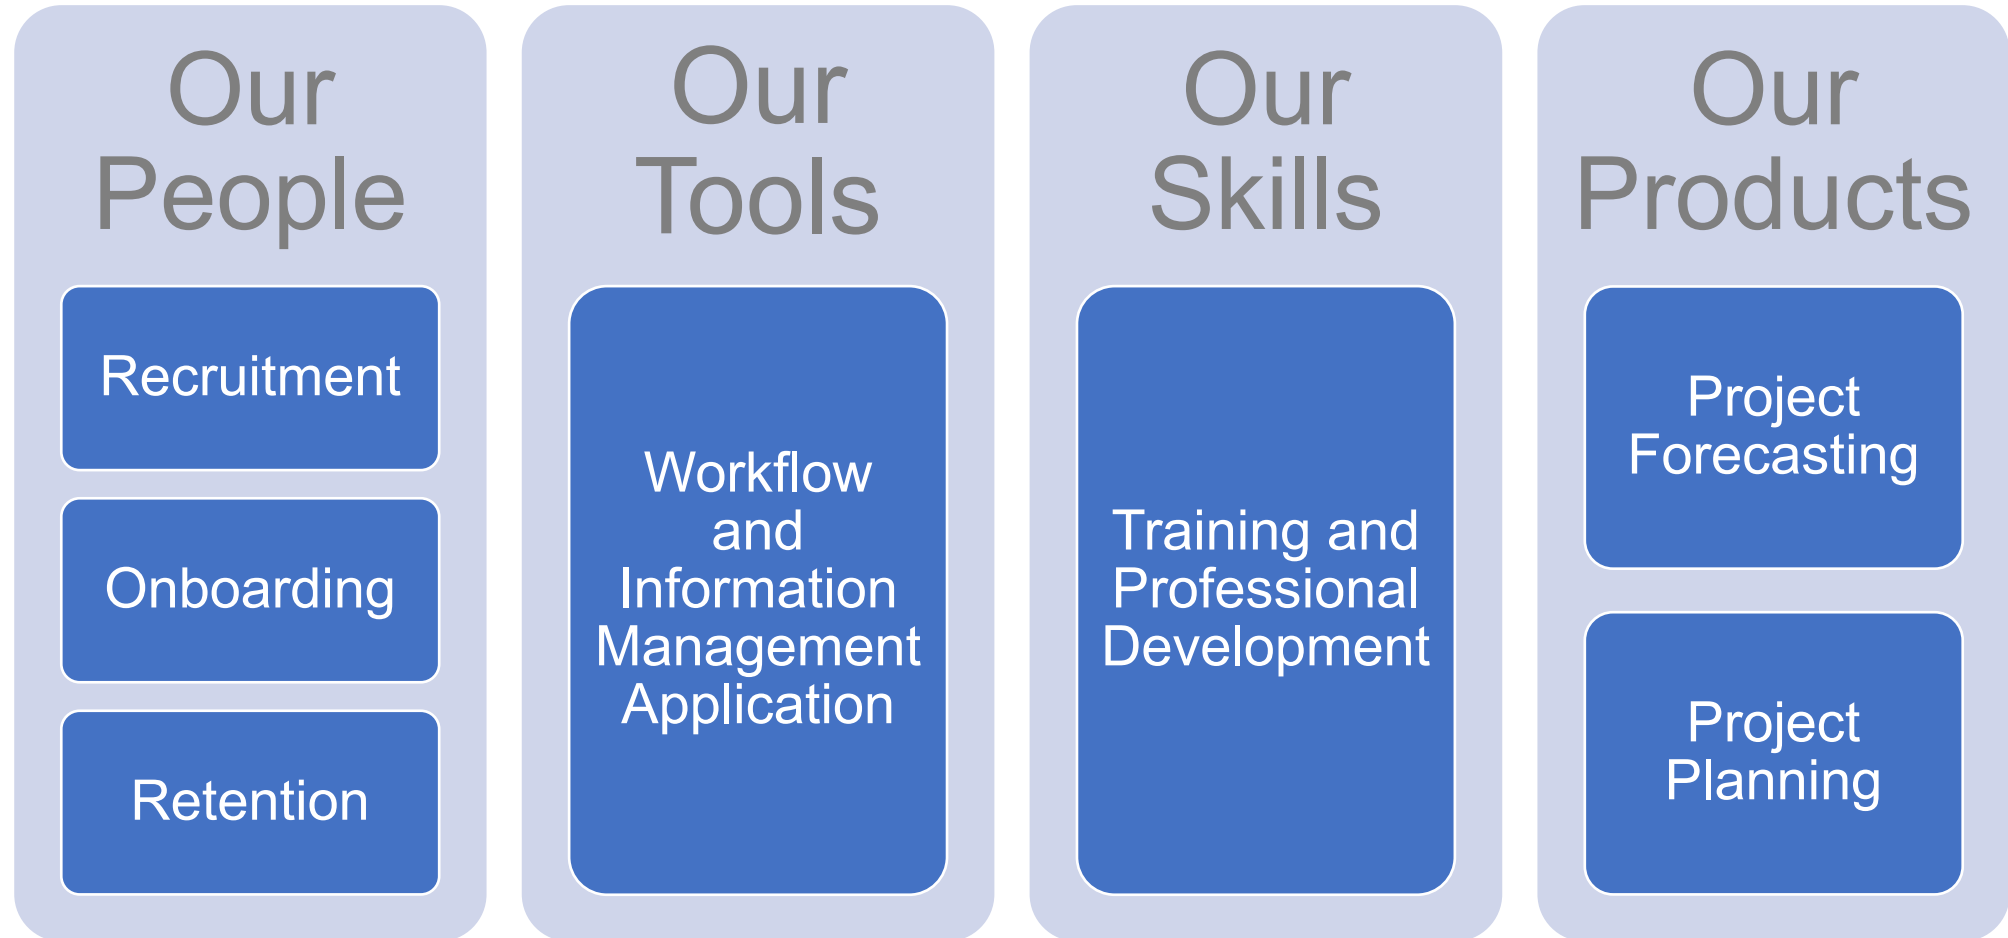 Our
People
Recruitment
Onboarding
Retention
Our
Tools
Workflow
and
Information
Management
Application
Our
Skills
Training and
Professional
Development
Our
Products
Project
Forecasting
Project
Planning